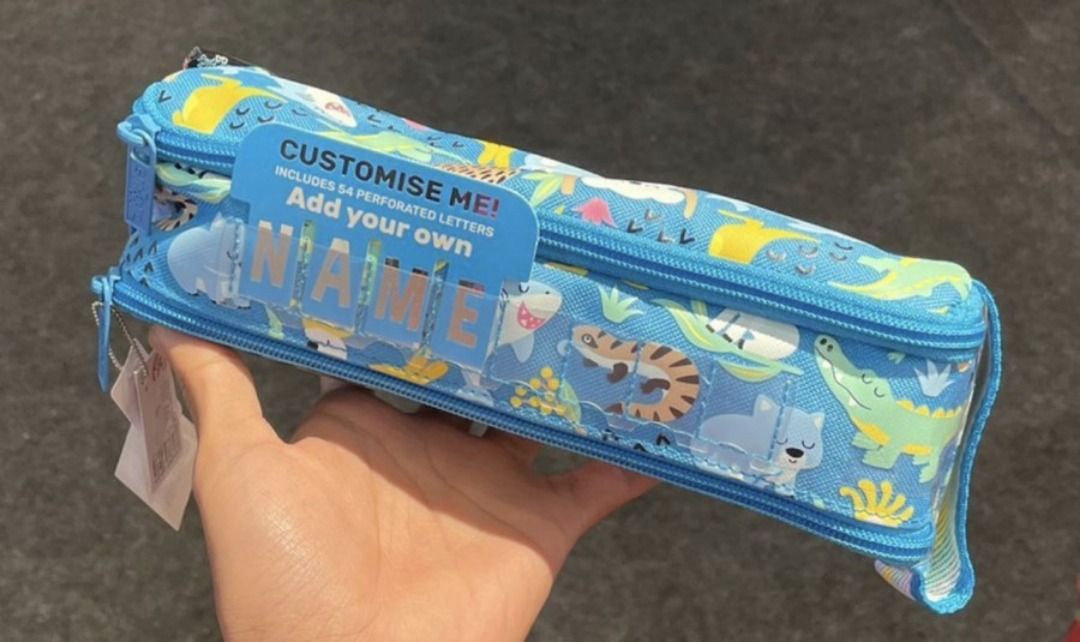 CUSTOMISE ME!
INCLUDES 54 PERFORATED LETTERS
Add your own
NAME